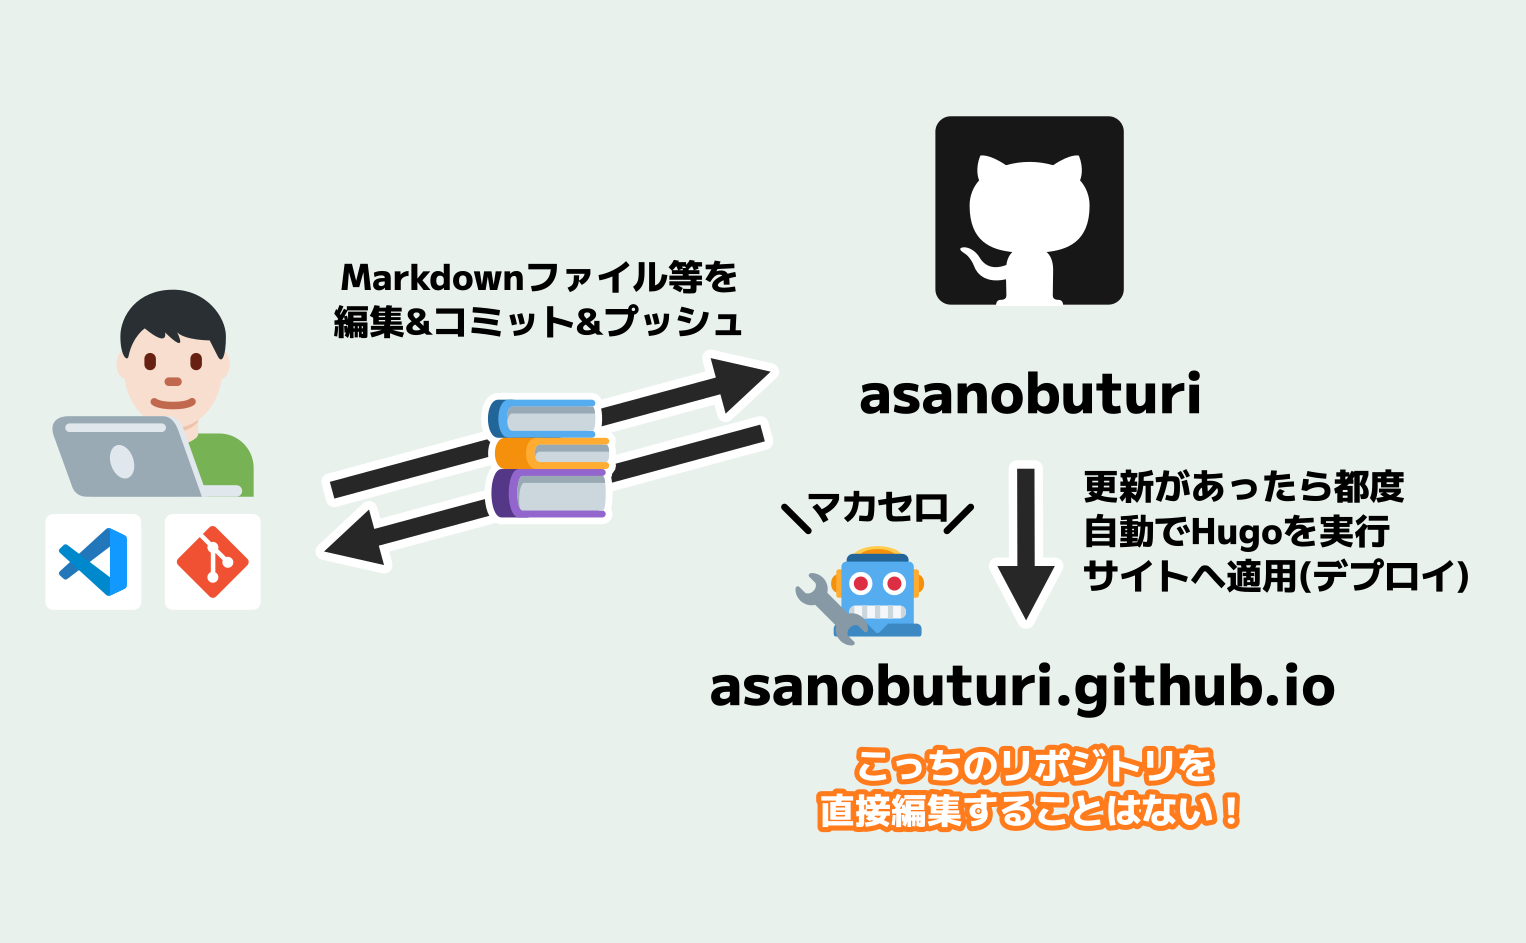 Markdownファイル等を
編集&コミット&プッシュ
asanobuturi
マカセロ
更新があったら都度
自動でHugoを実行
サイトへ適用(デプロイ)
asanobuturi.github.io
こっちのリポジトリを
直接編集することはない！